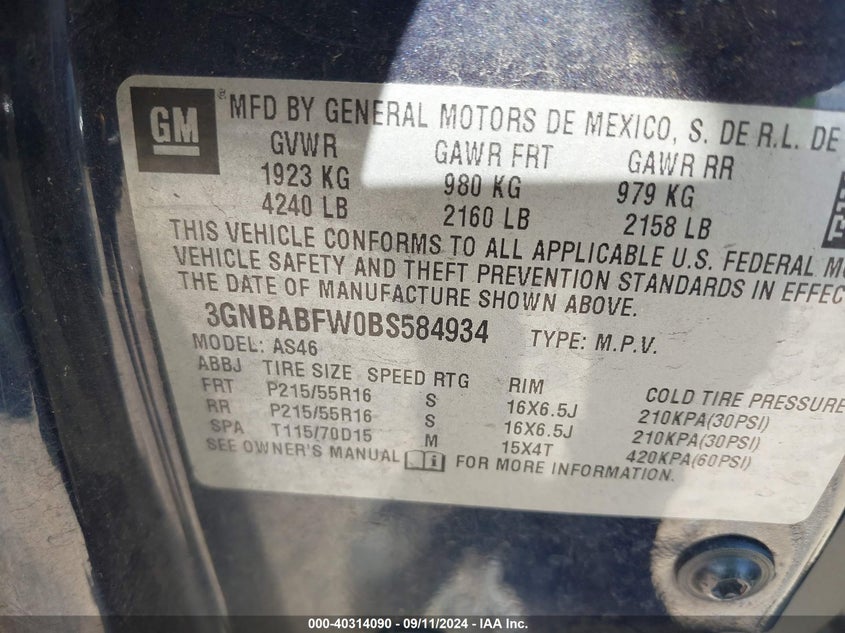 GM
® MFD BY GENERAL MOTORS DE MEXICO, S. DE R.L. DE
GVWR GAWR FRT GAWR RR
1923 KG 980 KG 979 KG
4240 LB 2160 LB 2158 LB
THIS VEHICLE CONFORMS TO ALL APPLICABLE U.S. FEDERAL
VEHICLE SAFETY AND THEFT PREVENTION STANDARDS IN EFFEC
THE DATE OF MANUFACTURE SHOWN ABOVE.
3GNBABFW0BS584934 TYPE: M.P.V.
MODEL: AS46
ABBJ TIRE SIZE SPEED RTG RIM COLD TIRE PRESSURE
FRT P215/55R16 S 16X6.5J 210KPA(30PSI)
RR P215/55R16 S 16X6.5J 210KPA(30PSI)
SPA T115/70D15 M 15X4T 420KPA(60PSI)
SEE OWNER'S MANUAL FOR MORE INFORMATION.
000-40314090 - 09/11/2024 - IAA Inc.